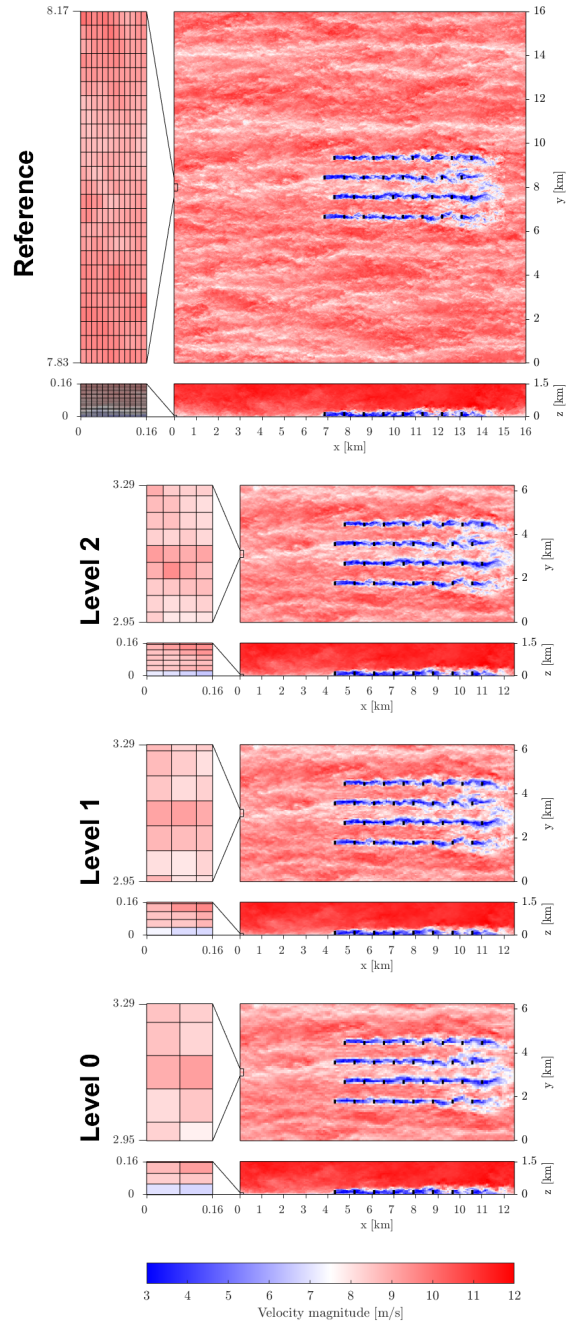 Reference
8.17
7.83
16
14
12
10
8
6
4
2
0
y [km]
0.16
0
0 0.16
1.5
0
z [km]
0 1 2 3 4 5 6 7 8 9 10 11 12 13 14 15 16
x [km]
Level 2
3.29
2.95
6
4
2
0
y [km]
0.16
0
0 0.16
1.5
0
z [km]
0 1 2 3 4 5 6 7 8 9 10 11 12
x [km]
Level 1
3.29
2.95
6
4
2
0
y [km]
0.16
0
0 0.16
1.5
0
z [km]
0 1 2 3 4 5 6 7 8 9 10 11 12
x [km]
Level 0
3.29
2.95
6
4
2
0
y [km]
0.16
0
0 0.16
1.5
0
z [km]
0 1 2 3 4 5 6 7 8 9 10 11 12
x [km]
3 4 5 6 7 8 9 10 11 12
Velocity magnitude [m/s]